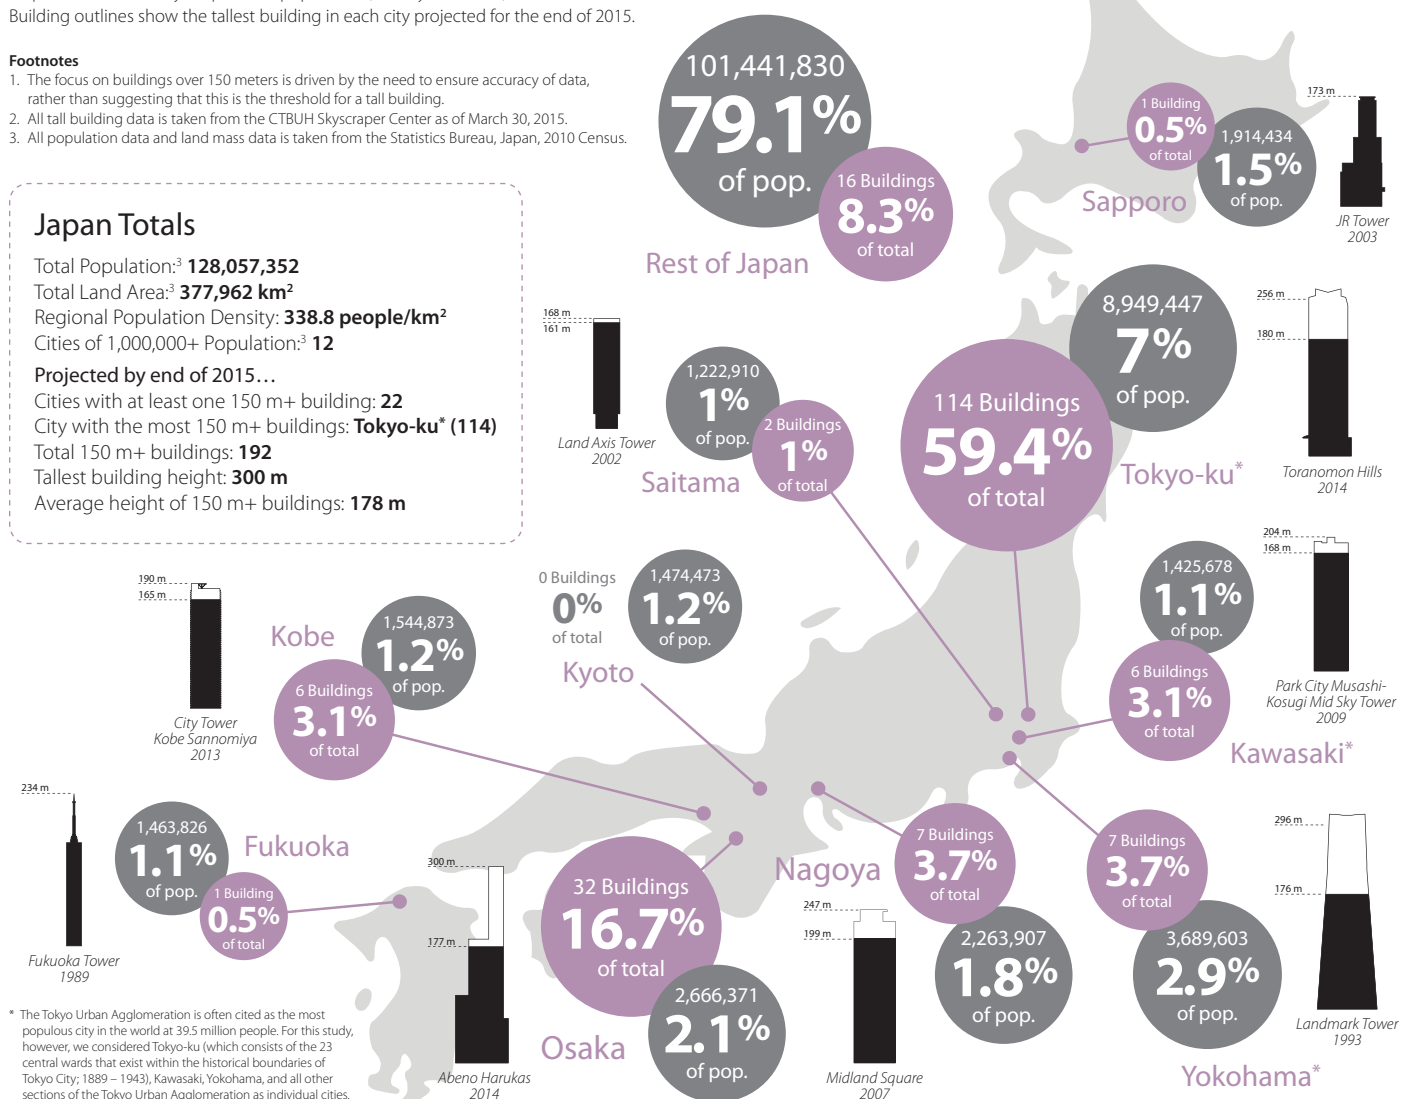 Building outlines show the tallest building in each city projected for the end of 2015.
Footnotes
1. The focus on buildings over 150 meters is driven by the need to ensure accuracy of data,
rather than suggesting that this is the threshold for a tall building.
2. All tall building data is taken from the CTBUH Skyscraper Center as of March 30, 2015.
3. All population data and land mass data is taken from the Statistics Bureau, Japan, 2010 Census.
Japan Totals
Total Population:³ 128,057,352
Total Land Area:³ 377,962 km²
Regional Population Density: 338.8 people/km²
Cities of 1,000,000+ Population:³ 12
Projected by end of 2015…
Cities with at least one 150 m+ building: 22
City with the most 150 m+ buildings: Tokyo-ku* (114)
Total 150 m+ buildings: 192
Tallest building height: 300 m
Average height of 150 m+ buildings: 178 m
101,441,830
79.1%
of pop.
16 Buildings
8.3%
of total
Rest of Japan
1 Building
0.5%
of total
1,914,434
1.5%
of pop.
Sapporo
173 m
JR Tower
2003
168 m
161 m
Land Axis Tower
2002
1,222,910
1%
of pop.
2 Buildings
1%
of total
Saitama
8,949,447
7%
of pop.
114 Buildings
59.4%
of total
Tokyo-ku*
256 m
180 m
Toranomon Hills
2014
190 m
165 m
City Tower
Kobe Sannomiya
2013
Kobe
1,544,873
1.2%
of pop.
6 Buildings
3.1%
of total
0 Buildings
0%
of total
1,474,473
1.2%
of pop.
Kyoto
1,425,678
1.1%
of pop.
6 Buildings
3.1%
of total
Kawasaki*
204 m
168 m
Park City Musashi-
Kosugi Mid Sky Tower
2009
234 m
Fukuoka Tower
1989
1,463,826
1.1%
of pop.
Fukuoka
1 Building
0.5%
of total
300 m
177 m
Abeno Harukas
2014
32 Buildings
16.7%
of total
2,666,371
2.1%
of pop.
Osaka
Nagoya
7 Buildings
3.7%
of total
2,263,907
1.8%
of pop.
247 m
199 m
Midland Square
2007
7 Buildings
3.7%
of total
3,689,603
2.9%
of pop.
Yokohama*
296 m
176 m
Landmark Tower
1993
* The Tokyo Urban Agglomeration is often cited as the most
populous city in the world at 39.5 million people. For this study,
however, we considered Tokyo-ku (which consists of the 23
central wards that exist within the historical boundaries of
Tokyo City; 1889 – 1943), Kawasaki, Yokohama, and all other
sections of the Tokyo Urban Agglomeration as individual cities.